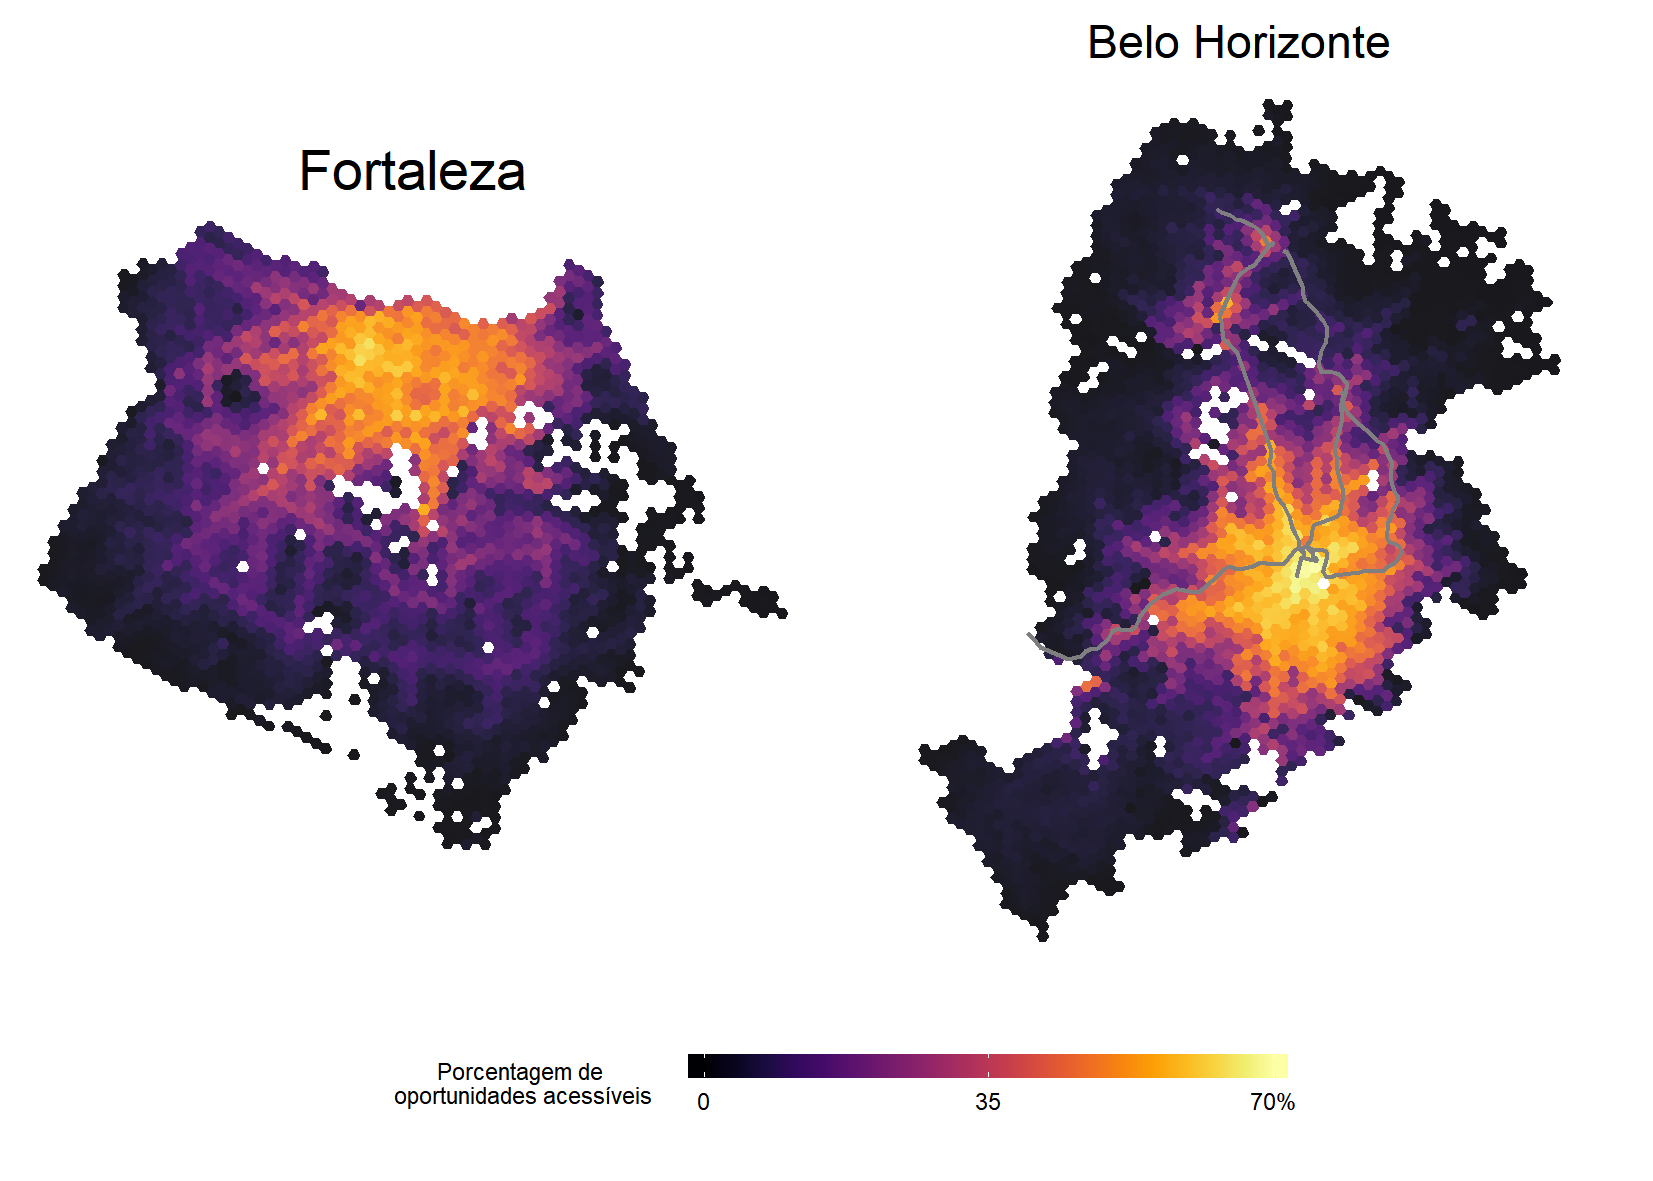 Belo Horizonte
Fortaleza
Porcentagem de
oportunidades acessíveis
0
35
70%